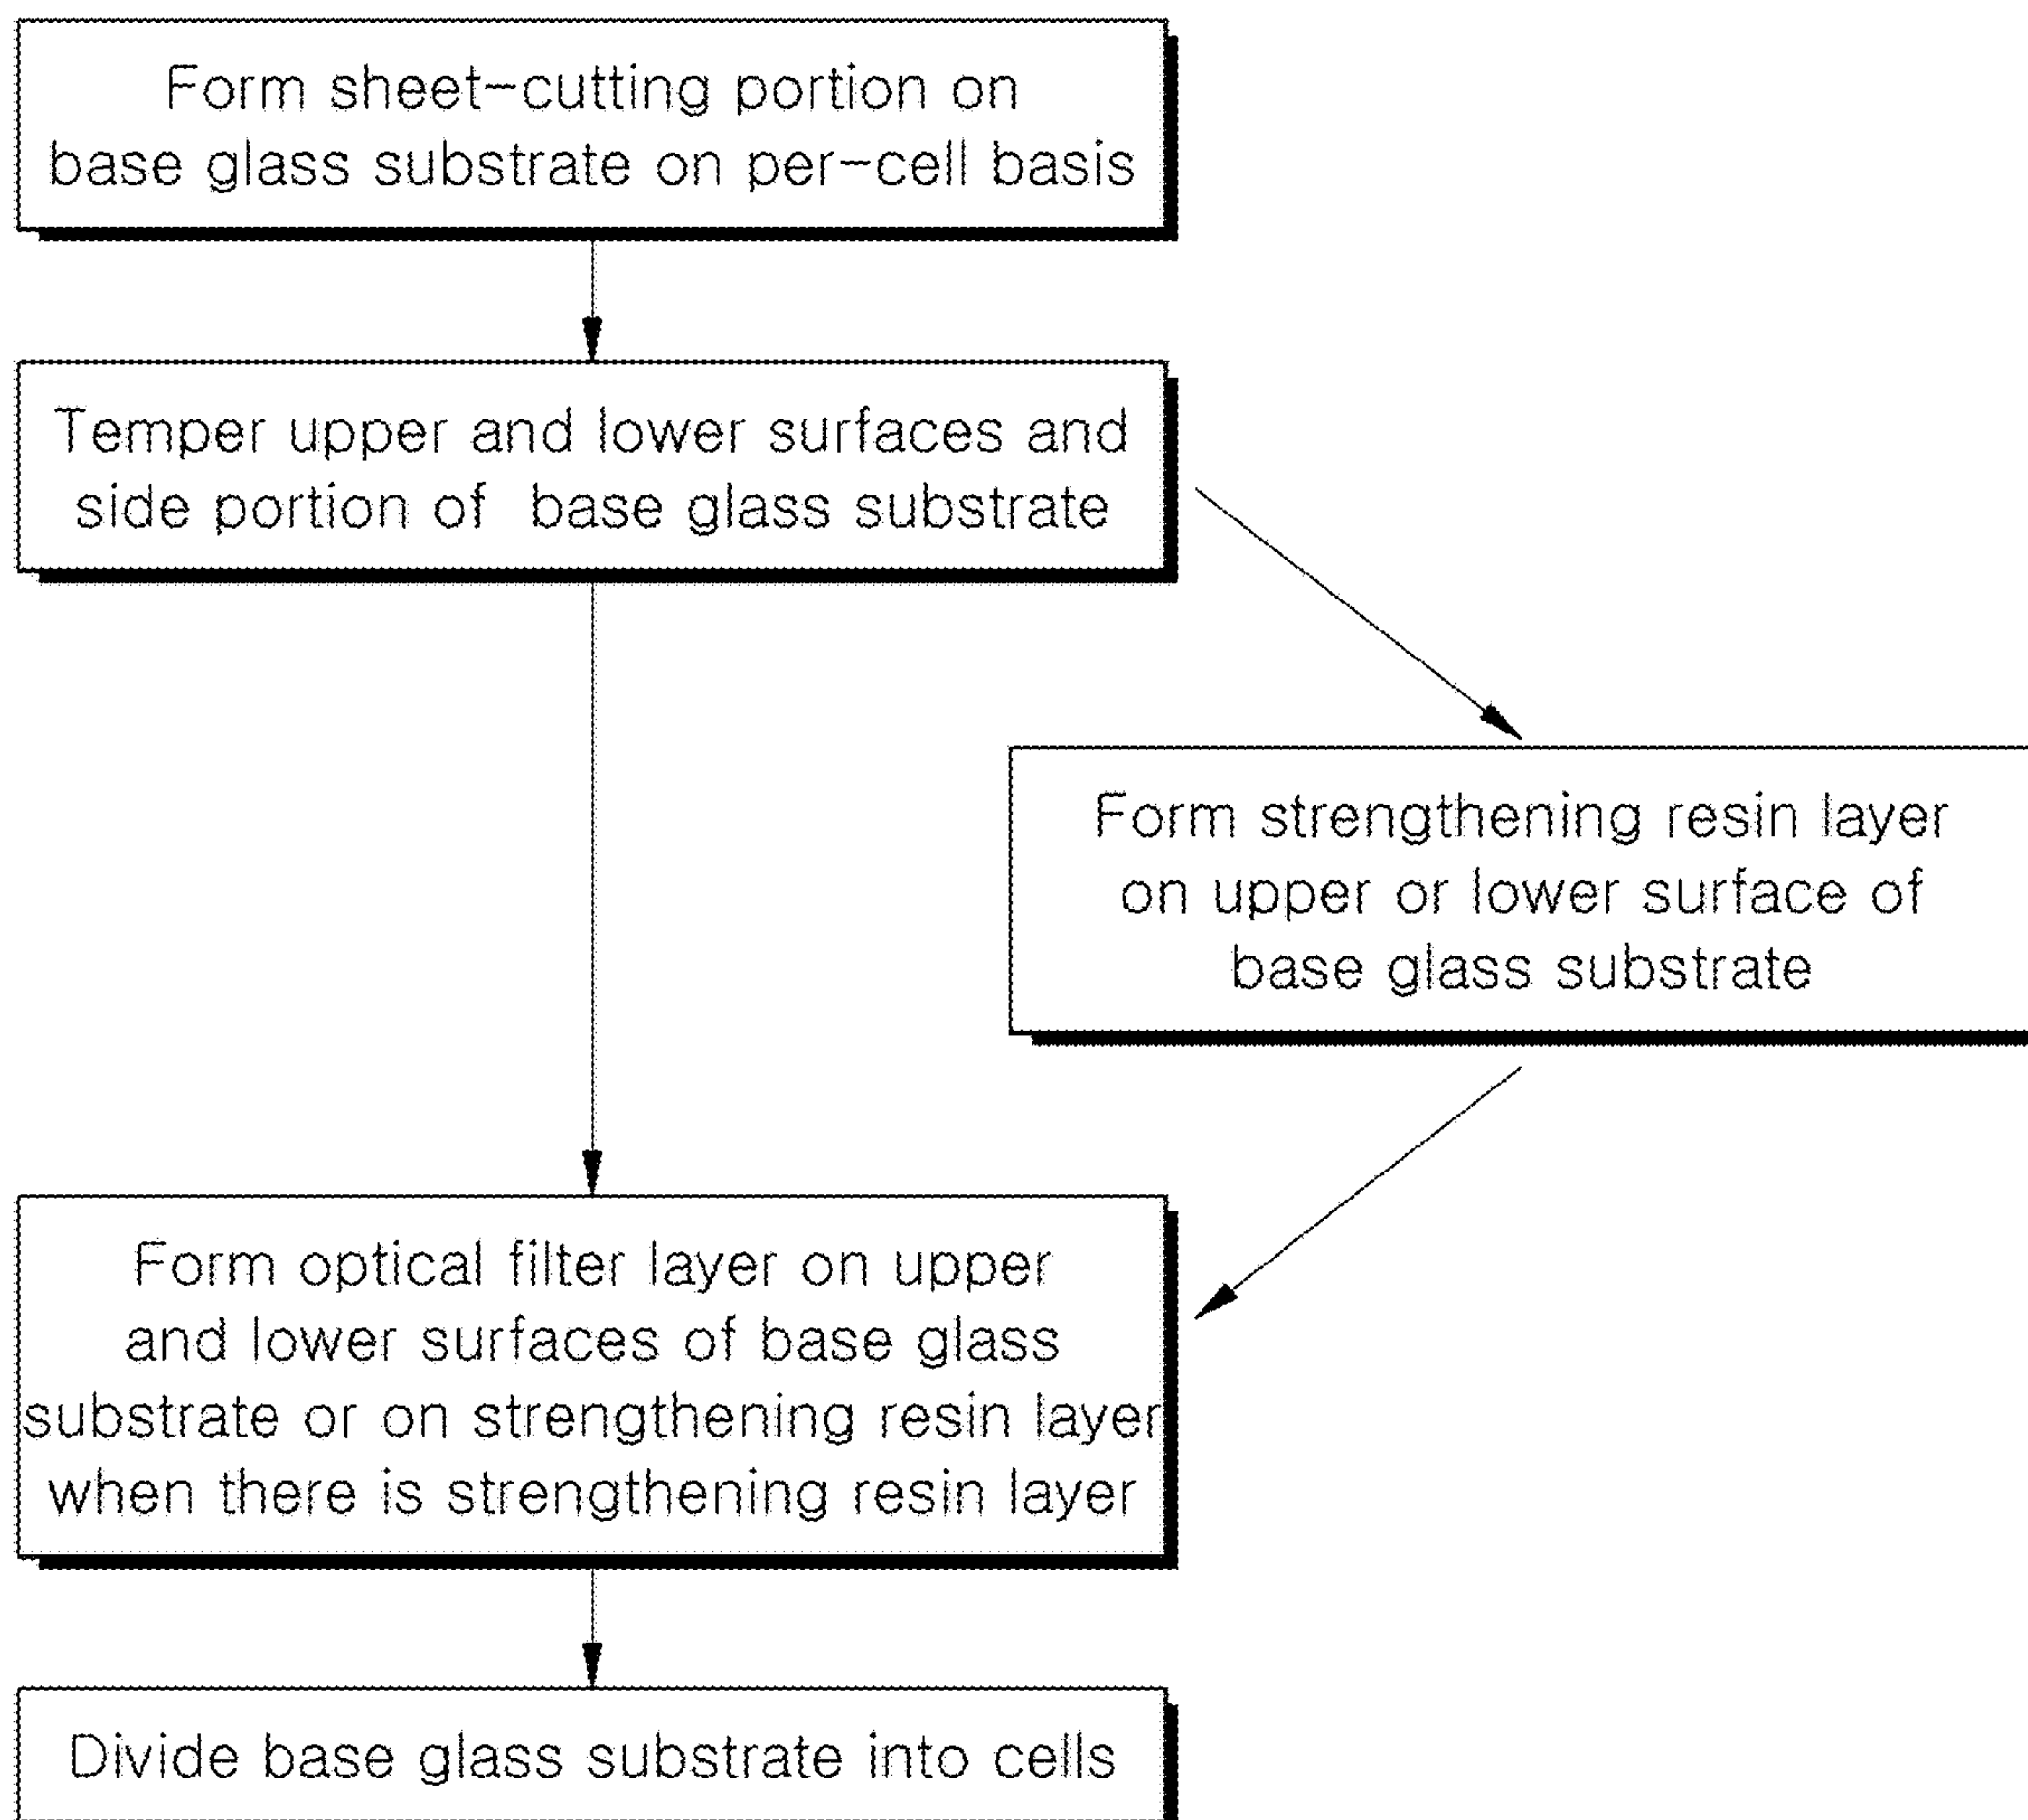 Form sheet-cutting portion on
base glass substrate on per-cell basis
Temper upper and lower surfaces and
side portion of base glass substrate
Form strengthening resin layer
on upper or lower surface of
base glass substrate
Form optical filter layer on upper
and lower surfaces of base glass
substrate or on strengthening resin layer
when there is strengthening resin layer
Divide base glass substrate into cells